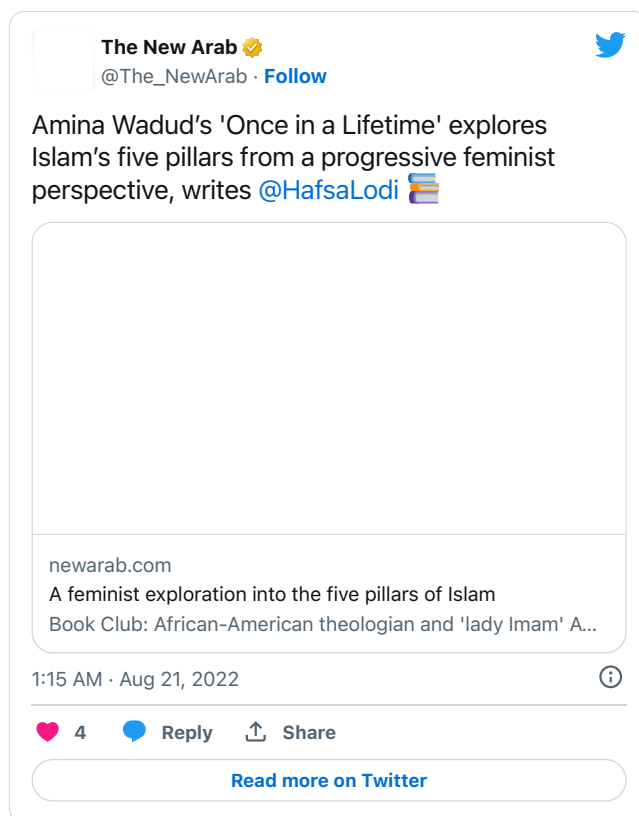 The New Arab
@The_NewArab · Follow
Amina Wadud’s 'Once in a Lifetime' explores
Islam’s five pillars from a progressive feminist
perspective, writes @HafsaLodi 📚
newarab.com
A feminist exploration into the five pillars of Islam
Book Club: African-American theologian and 'lady Imam' A...
1:15 AM · Aug 21, 2022
4 Reply Share
Read more on Twitter